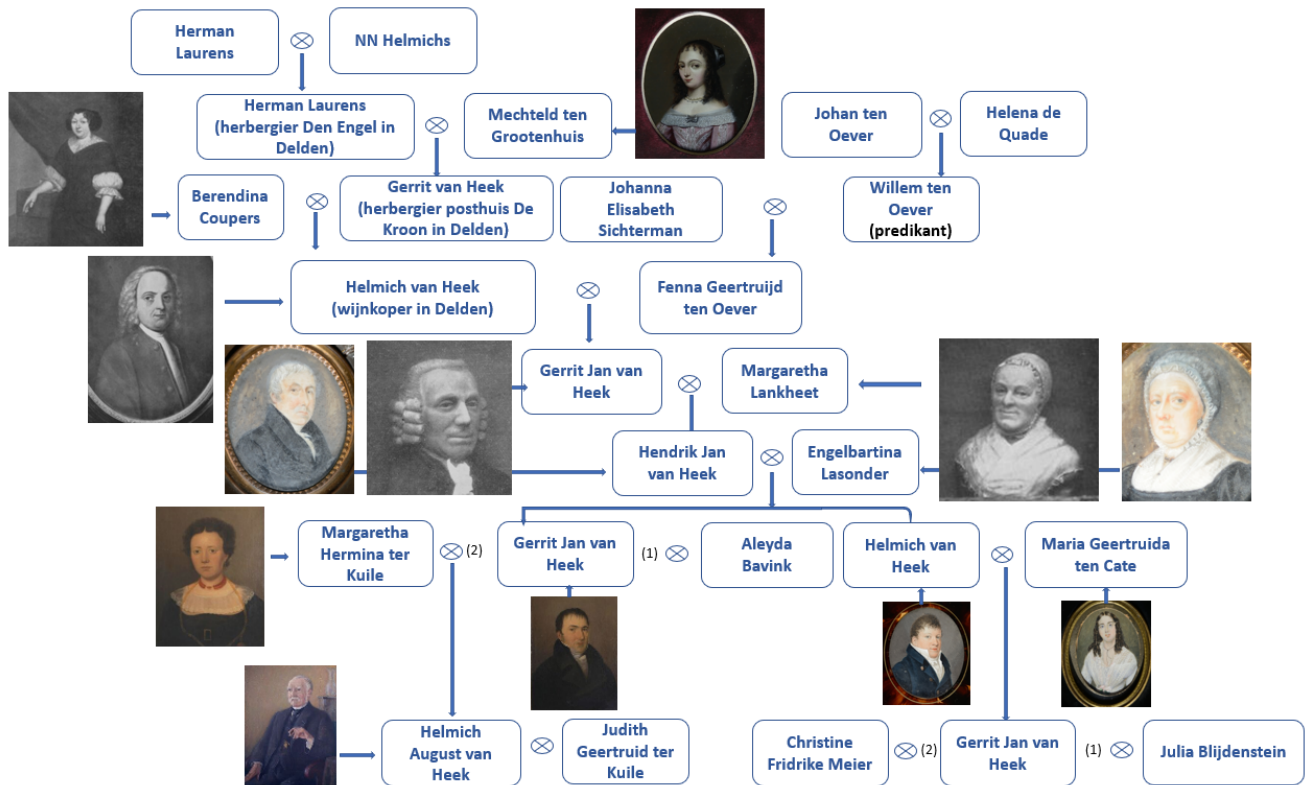 Herman
Laurens
NN Helmichs
Herman Laurens
(herbergier Den Engel in
Delden)
Mechteld ten
Grootenhuis
Johan ten
Oever
Helena de
Quade
Berendina
Coupers
Gerrit van Heek
(herbergier posthuis De
Kroon in Delden)
Johanna
Elisabeth
Sichterman
Willem ten
Oever
(predikant)
Helmich van Heek
(wijnkoper in Delden)
Fenna Geertruijd
ten Oever
Gerrit Jan van
Heek
Margaretha
Lankheet
Hendrik Jan
van Heek
Engelbartina
Lasonder
Margaretha
Hermina ter
Kuile
(2)
Gerrit Jan van
Heek
(1)
Aleyda
Bavink
Helmich van
Heek
Maria Geertruida
ten Cate
Helmich
August van
Heek
Judith
Geertruid ter
Kuile
Christine
Fridrike Meier
(2)
Gerrit Jan van
Heek
(1)
Julia Blijdenstein